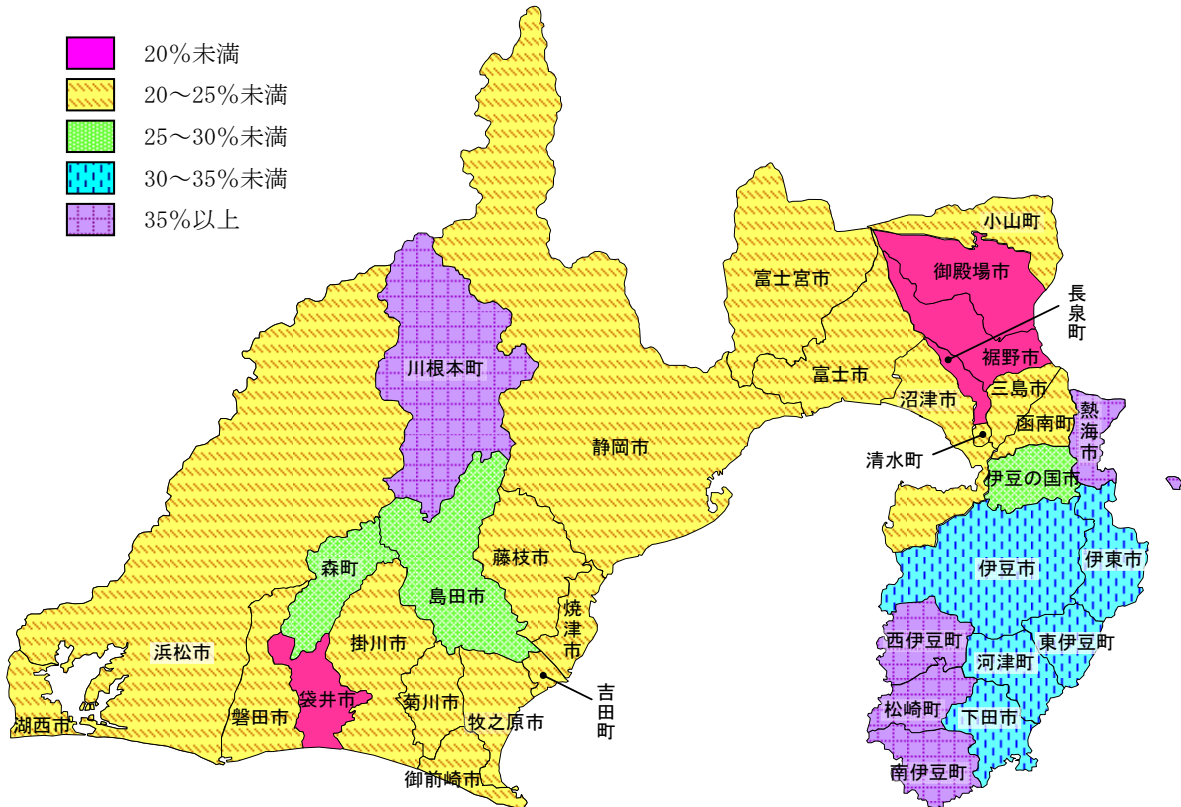 20%未満
20～25%未満
25～30%未満
30～35%未満
35%以上
小山町
御殿場市
富士宮市
長泉町
裾野市
川根本町
富士市
三島市
沼津市
熱海市
函南町
静岡市
清水町
伊豆の国市
藤枝市
伊東市
森町
伊豆市
島田市
焼津市
掛川市
西伊豆町
東伊豆町
浜松市
河津町
袋井市
菊川市
吉田町
松崎町
磐田市
下田市
湖西市
牧之原市
南伊豆町
御前崎市